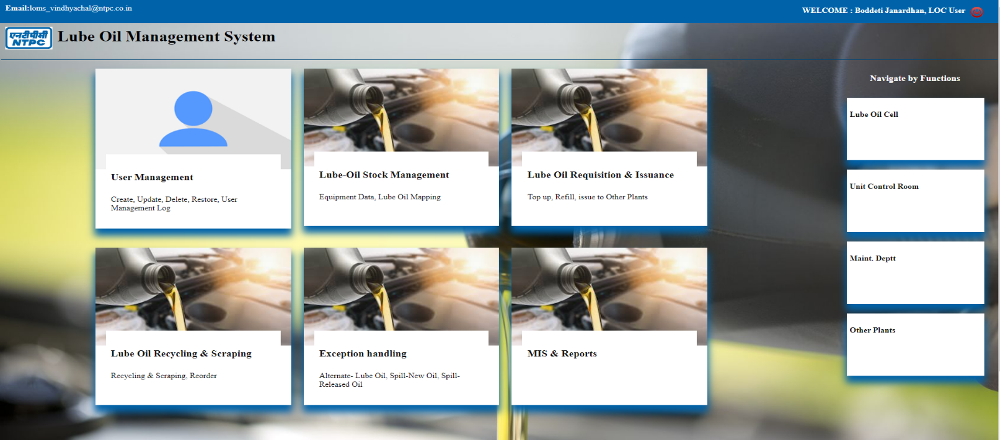 Email:loms_vindhyachal@ntpc.co.in
WELCOME : Boddeti Janardhan, LOC User
एनटीपीसी
NTPC
Lube Oil Management System
User Management
Create, Update, Delete, Restore, User
Management Log
Lube-Oil Stock Management
Equipment Data, Lube Oil Mapping
Lube Oil Requisition & Issuance
Top up, Refill, issue to Other Plants
Lube Oil Recycling & Scraping
Recycling & Scraping, Reorder
Exception handling
Alternate- Lube Oil, Spill-New Oil, Spill-
Released Oil
MIS & Reports
Navigate by Functions
Lube Oil Cell
Unit Control Room
Maint. Deptt
Other Plants